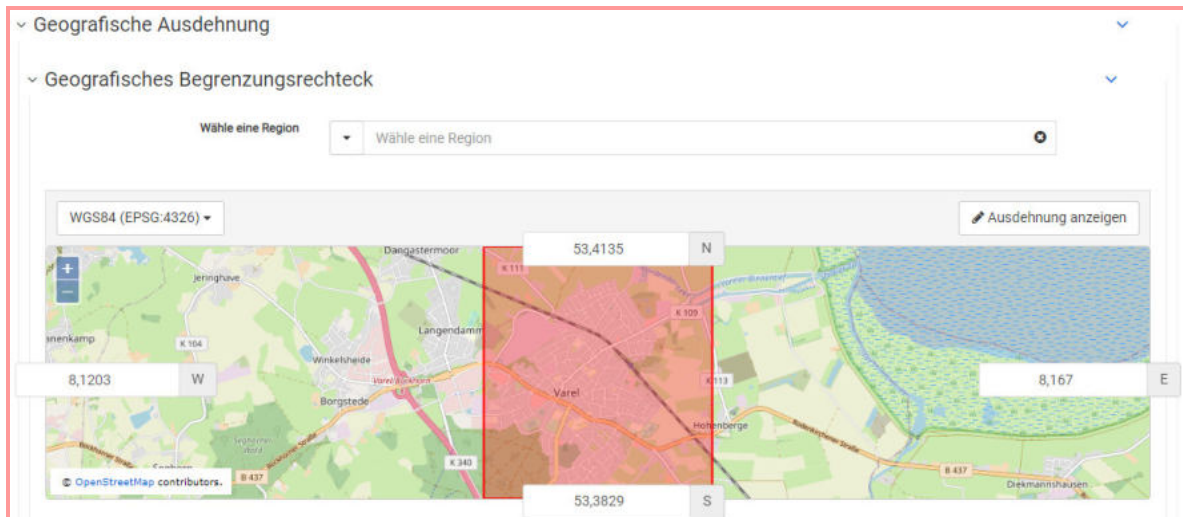 Geografische Ausdehnung
Geografisches Begrenzungsrechteck
Wähle eine Region
Wähle eine Region
WGS84 (EPSG:4326)
Ausdehnung anzeigen
53,4135 N
Dangastermoor
+
K 111
Jeringhave
–
K 109
Langendamm
K 104
Winkelsheide
8,1203 W
Varel/Bockhorn
K 113
8,167 E
Varel
Borgstede
Hohenberge
K 340
B 437
B 437
© OpenStreetMap contributors.
Diekmannshausen
53,3829 S